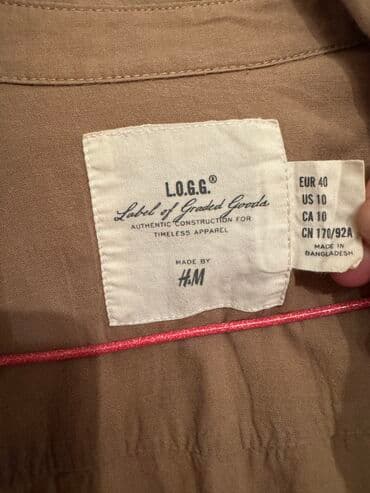 L.O.G.G.®
Label of Graded Goods
AUTHENTIC CONSTRUCTION FOR
TIMELESS APPAREL
MADE BY
H&M
EUR 40
US 10
CA 10
CN 170/92A
MADE IN
BANGLADESH